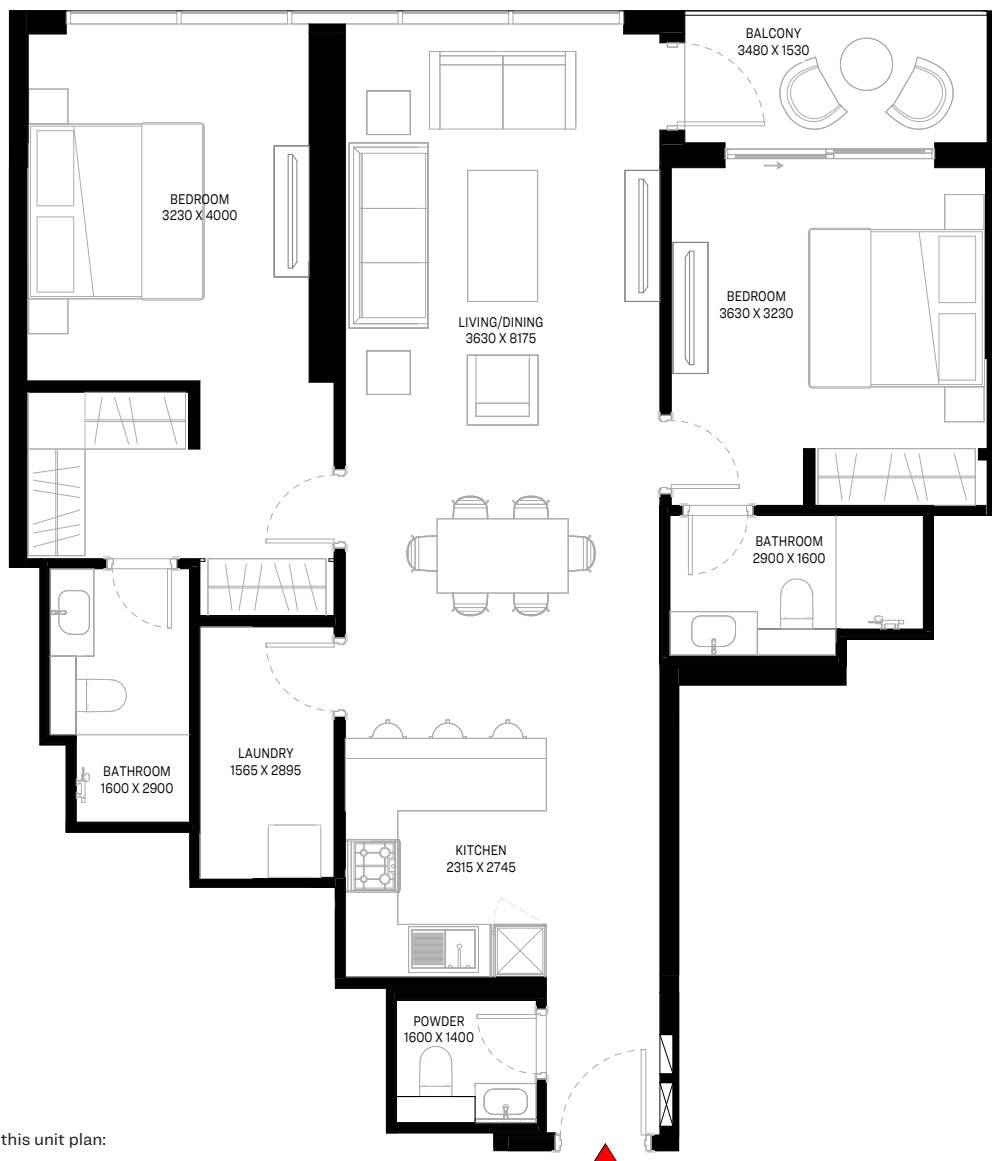 BALCONY
3480 X 1530
BEDROOM
3230 X 4000
BEDROOM
3630 X 3230
LIVING/DINING
3630 X 8175
BATHROOM
2900 X 1600
LAUNDRY
1565 X 2895
BATHROOM
1600 X 2900
KITCHEN
2315 X 2745
POWDER
1600 X 1400
this unit plan: